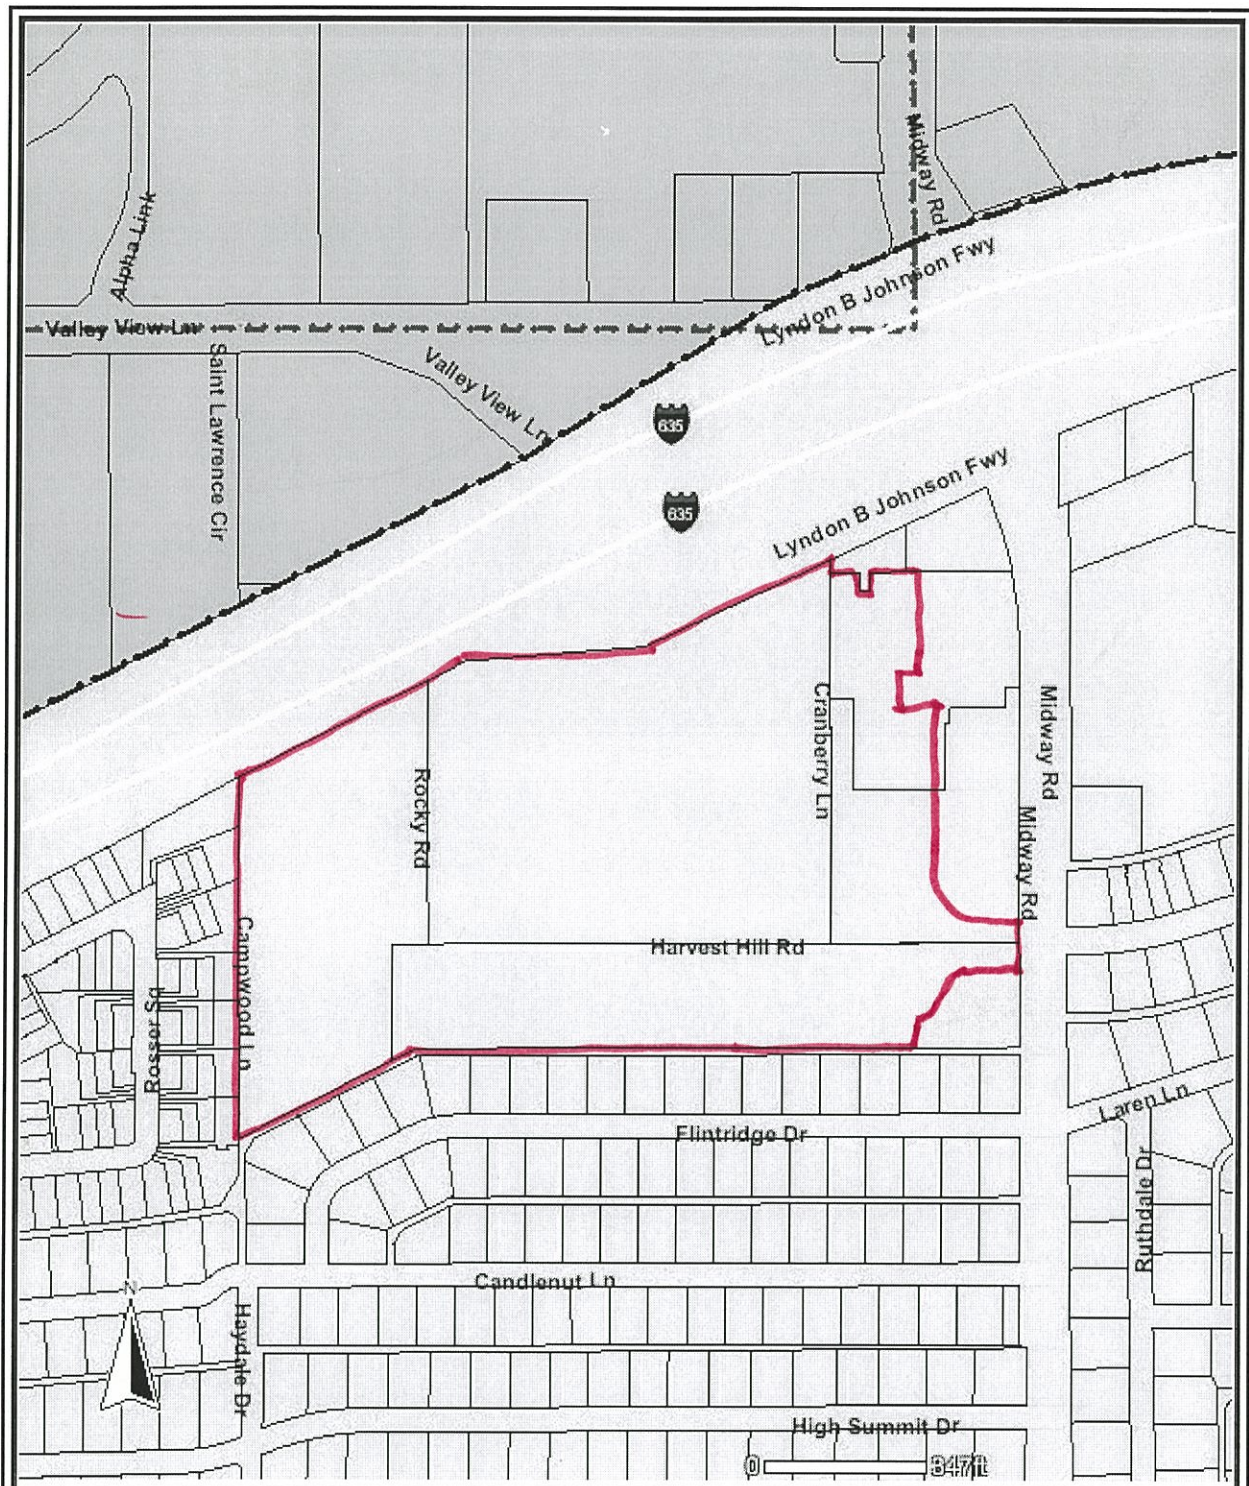 Midway Rd
Alpha Link
Lyndon B Johnson Fwy
Valley View Ln
Saint Lawrence Cir
Valley View Ln
635
635
Lyndon B Johnson Fwy
Cranberry Ln
Midway Rd
Rocky Rd
Midway Rd
Campwood Ln
Harvest Hill Rd
Rosser Sq
Laren Ln
Flintridge Dr
Ruthdale Dr
Candlenut Ln
N
Haydale Dr
High Summit Dr
0
847ft